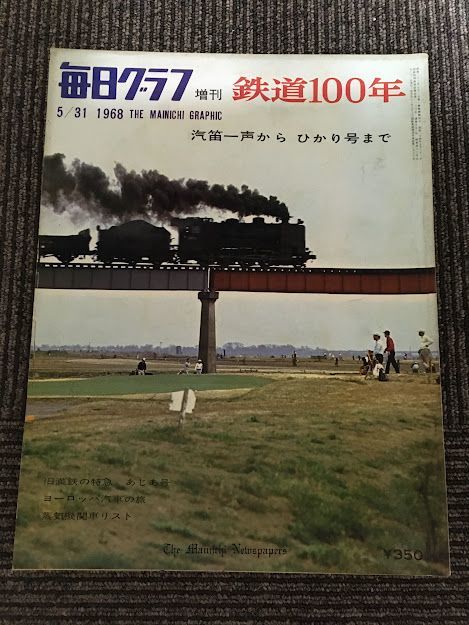 毎日グラフ 増刊 鉄道100年
5/31 1968 THE MAINICHI GRAPHIC
汽笛一声から ひかり号まで
旧満鉄の特急 あじあ号
ヨーロッパ汽車の旅
蒸気機関車リスト
The Mainichi Newspapers
¥350